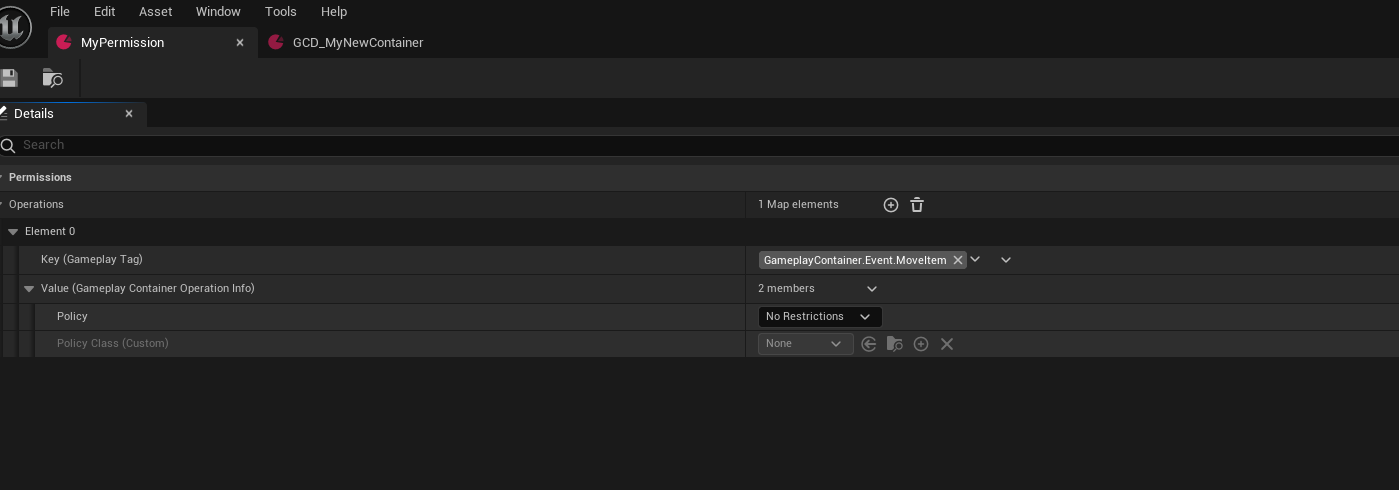 File Edit Asset Window Tools Help
MyPermission GCD_MyNewContainer
Details
Search
Permissions
Operations 1 Map elements
Element 0
Key (Gameplay Tag) GameplayContainer.Event.MoveItem
Value (Gameplay Container Operation Info) 2 members
Policy No Restrictions
Policy Class (Custom) None